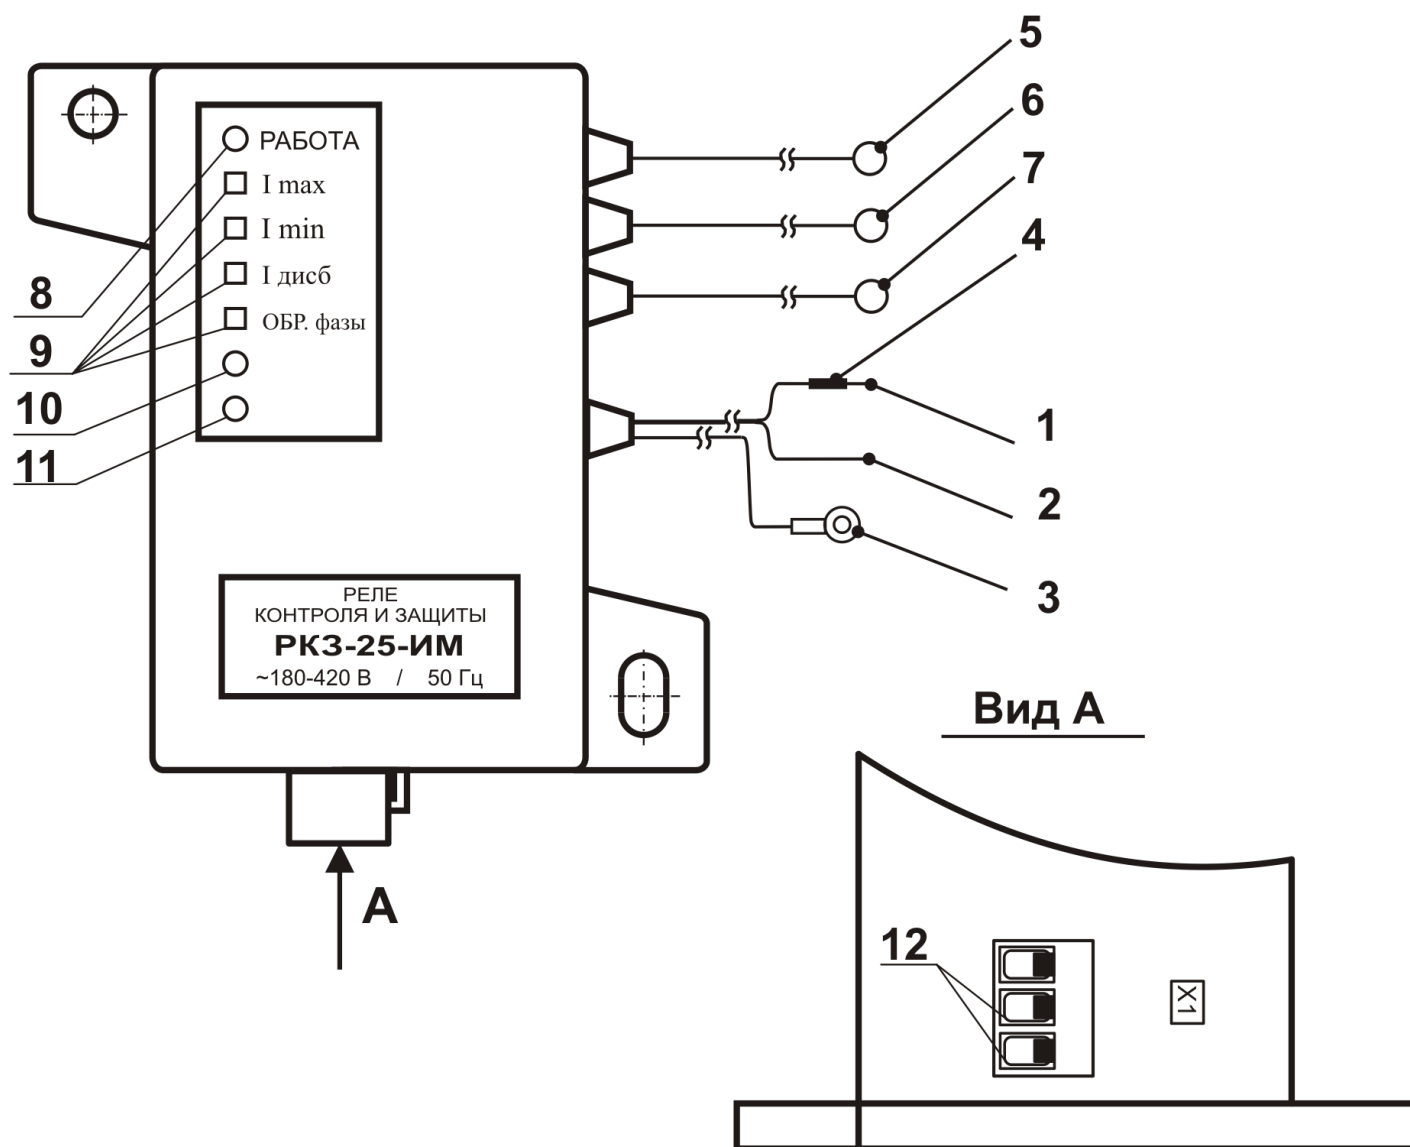 5
6
7
4
РАБОТА
I max
I min
I дисб
ОБР. фазы
8
9
10
11
1
2
3
РЕЛЕ
КОНТРОЛЯ И ЗАЩИТЫ
РКЗ-25-ИМ
~180-420 В / 50 Гц
А
Вид А
12
X1